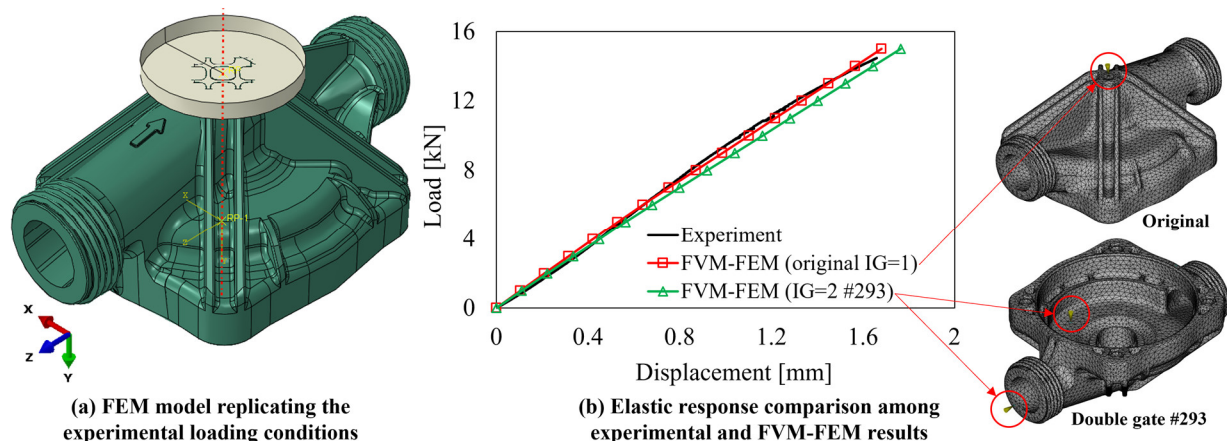 RP-1
X
Z
Y
(a) FEM model replicating the
experimental loading conditions
16
12
8
4
0
Load [kN]
Experiment
FVM-FEM (original IG=1)
FVM-FEM (IG=2 #293)
0
0.4
0.8
1.2
1.6
2
Displacement [mm]
(b) Elastic response comparison among
experimental and FVM-FEM results
Original
Double gate #293